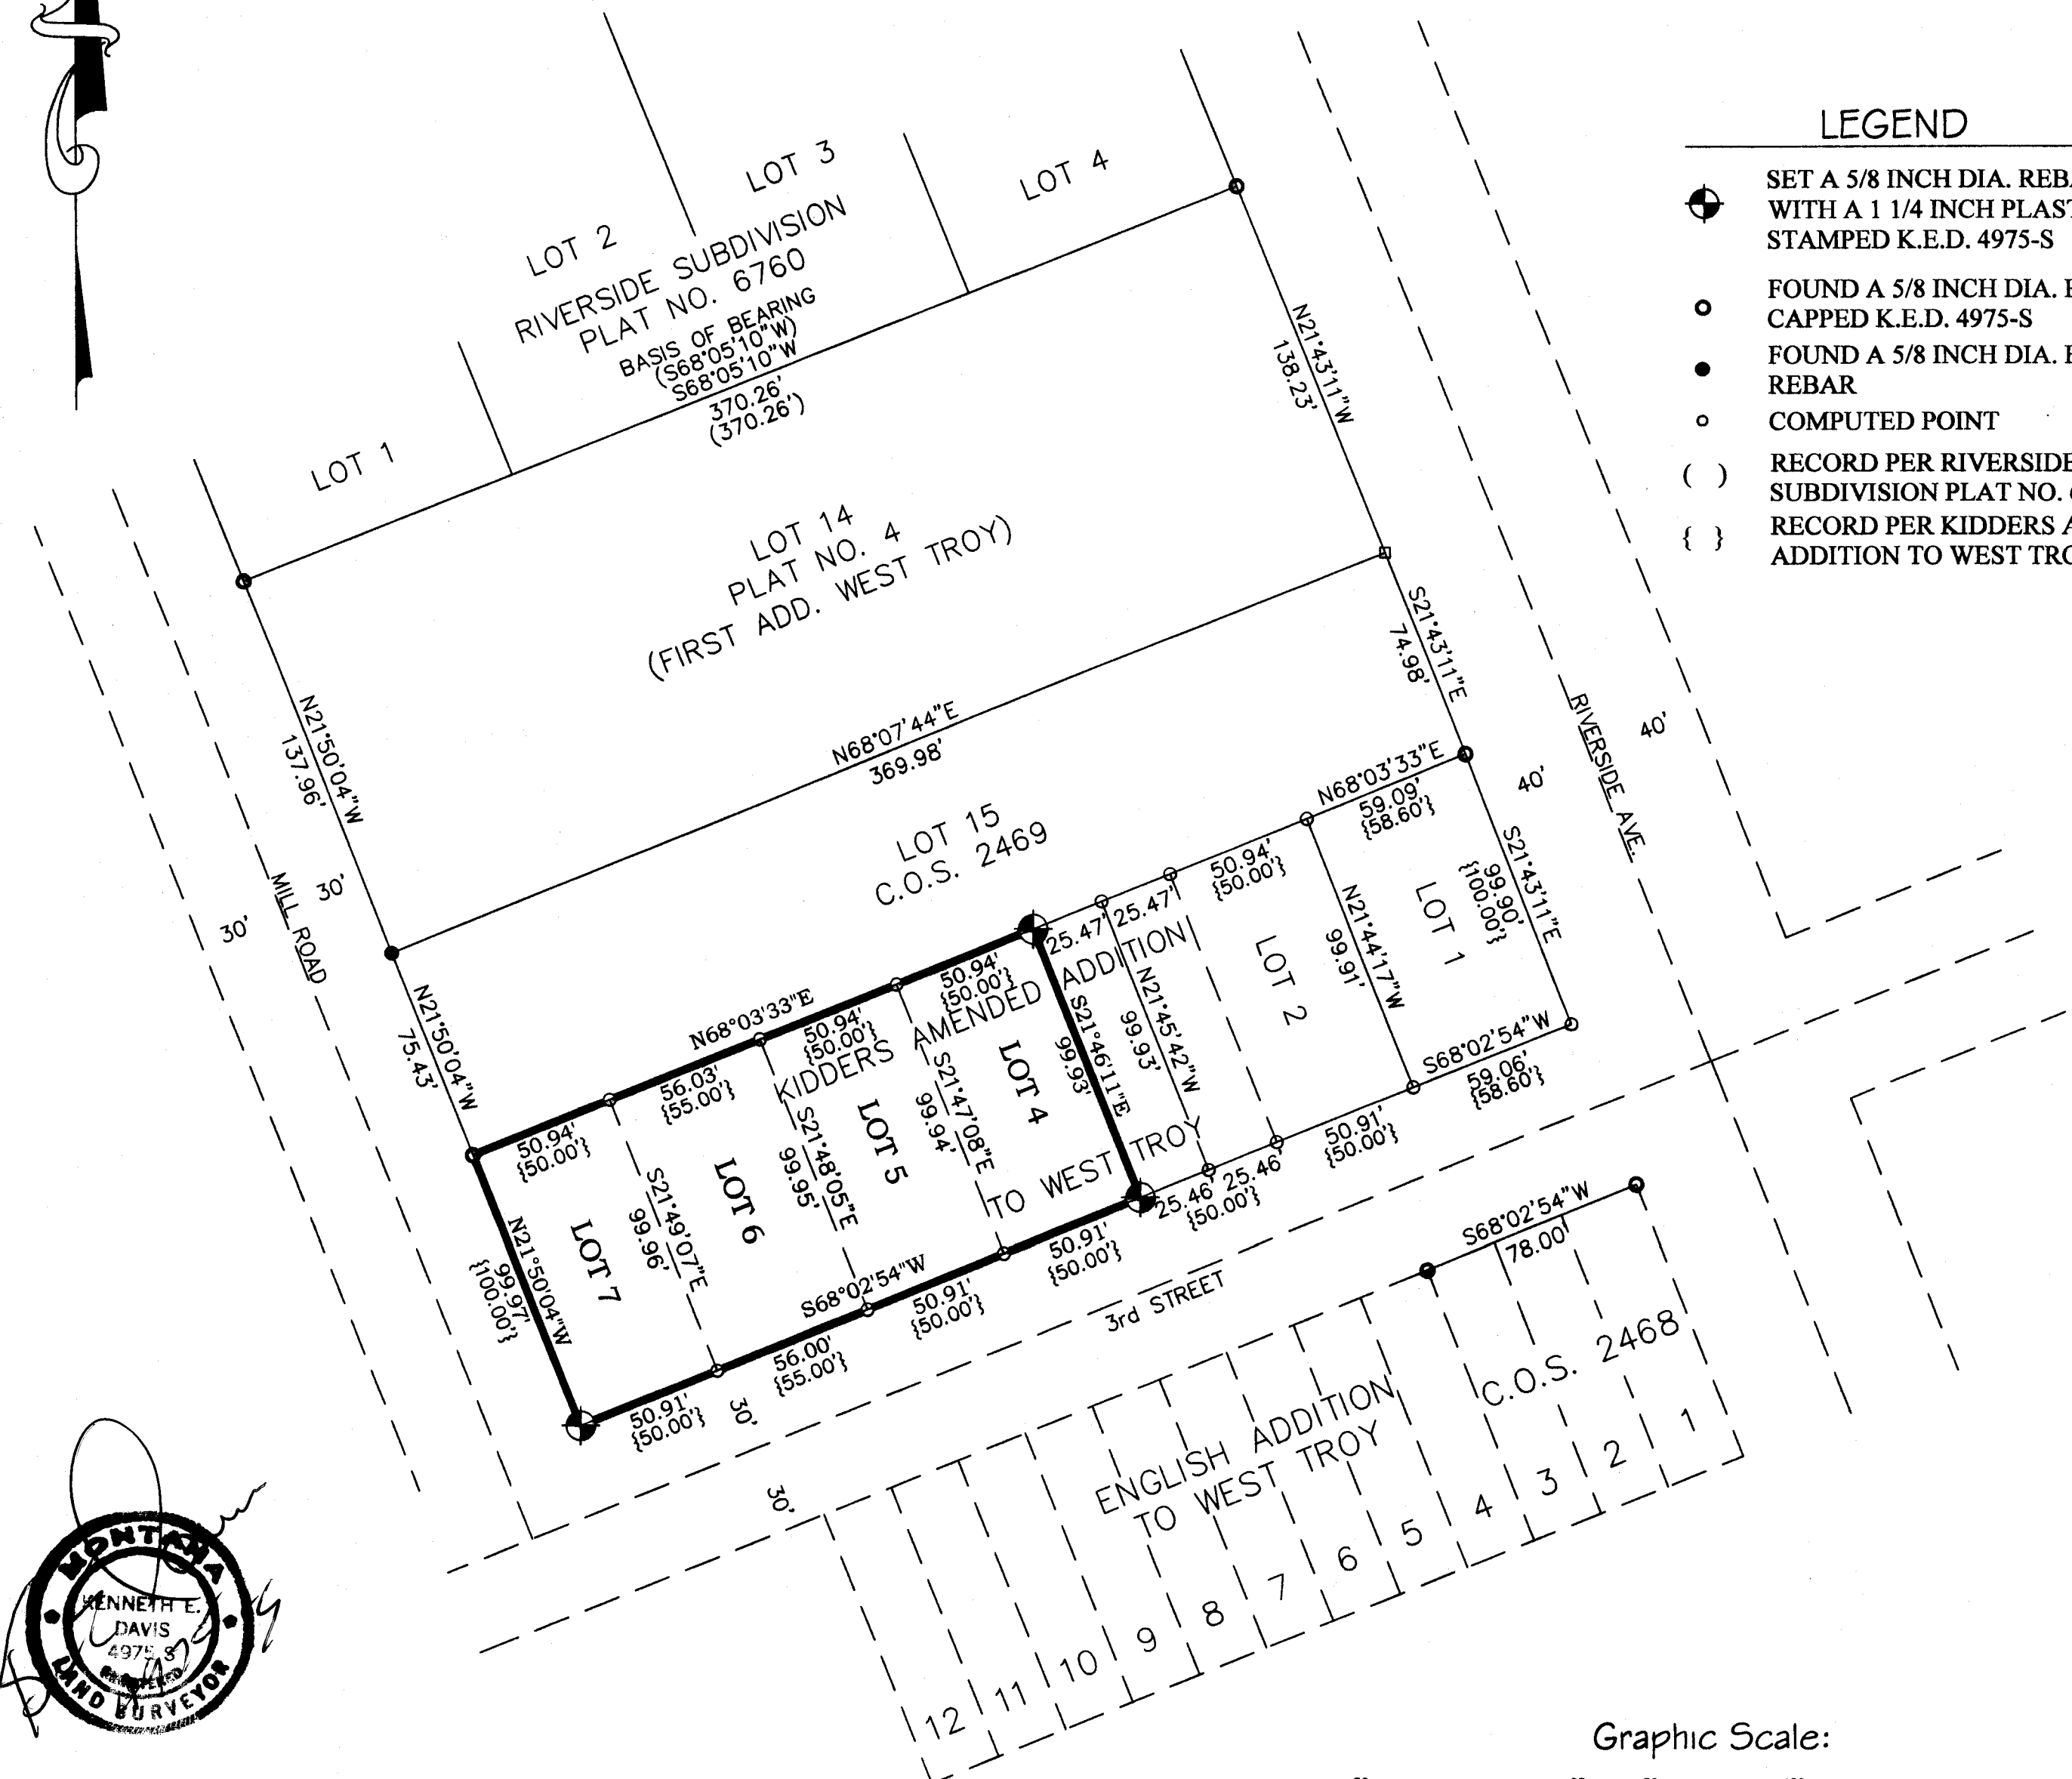 LEGEND
SET A 5/8 INCH DIA.
WITH A 1 1/4 INCH
STAMPED K.E.D. 4975-S
FOUND A 5/8 INCH DIA.
CAPPED K.E.D. 4975-S
FOUND A 5/8 INCH DIA.
REBAR
COMPUTED POINT
( )
RECORD PER RIVERSIDE
SUBDIVISION PLAT NO.
{ }
RECORD PER KIDDERS
ADDITION TO WEST
LOT 1
LOT 2
LOT 3
LOT 4
RIVERSIDE SUBDIVISION
PLAT NO. 6760
BASIS OF BEARING
(S68°05'10"W)
S68°05'10"W
370.26'
(370.26')
N21°43'11"W
138.23'
LOT 14
PLAT NO. 4
(FIRST ADD. WEST TROY)
N21°50'04"W
137.96'
N68°07'44"E
369.98'
S21°43'11"E
74.98'
RIVERSIDE AVE.
40'
40'
MILL ROAD
30'
30'
LOT 15
C.O.S. 2469
N21°50'04"W
75.43'
N68°03'33"E
59.09'
{58.60'}
50.94'
{50.00'}
25.47'
25.47'
50.94'
{50.00'}
50.94'
{50.00'}
N68°03'33"E
56.03'
{55.00'}
50.94'
{50.00'}
KIDDERS AMENDED ADDITION
TO WEST TROY
LOT 1
S21°43'11"E
99.90'
{100.00'}
N21°44'17"W
99.91'
LOT 2
N21°45'42"W
99.93'
S21°46'11"E
99.93'
LOT 4
S21°47'08"E
99.94'
LOT 5
S21°48'05"E
99.95'
LOT 6
S21°49'07"E
99.96'
LOT 7
N21°50'04"W
99.97'
{100.00'}
S68°02'54"W
59.06'
{58.60'}
50.91'
{50.00'}
25.46'
25.46'
{50.00'}
50.91'
{50.00'}
S68°02'54"W
50.91'
{50.00'}
56.00'
{55.00'}
50.91'
{50.00'}
30'
30'
3rd STREET
S68°02'54"W
78.00'
C.O.S. 2468
ENGLISH ADDITION
TO WEST TROY
12 11 10 9 8 7 6 5 4 3 2 1
MONTANA
KENNETH E.
DAVIS
4975 S
REGISTERED
LAND SURVEYOR
Graphic Scale: